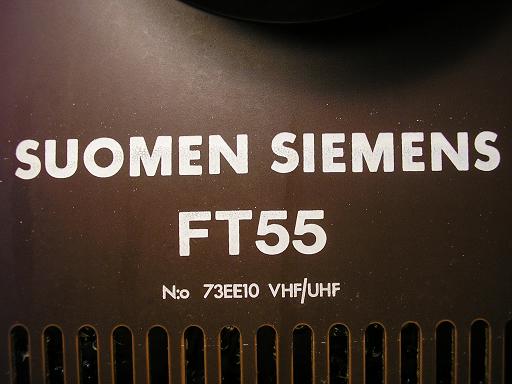 SUOMEN SIEMENS
FT55
N:o 73EE10 VHF/UHF